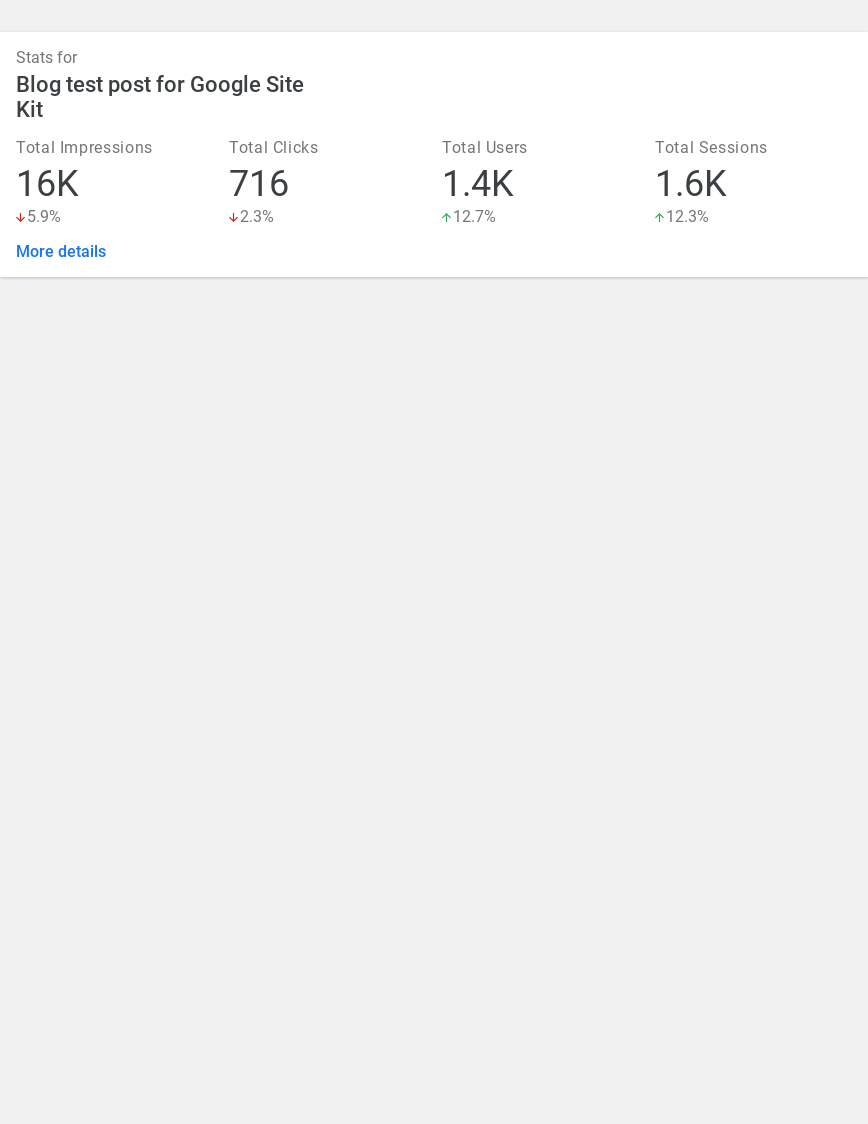 Stats for
Blog test post for Google Site
Kit
Total Impressions
16K
5.9%
Total Clicks
716
2.3%
Total Users
1.4K
12.7%
Total Sessions
1.6K
12.3%
More details